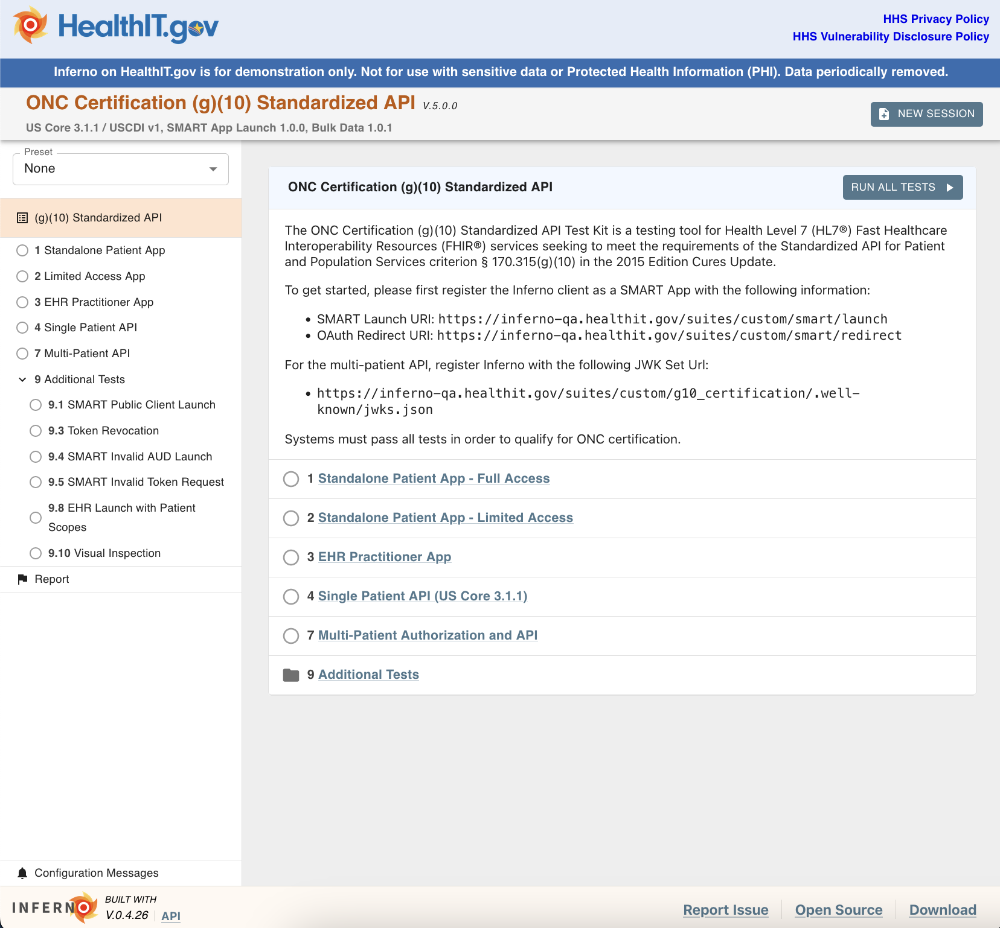 HealthIT.gov
HHS Privacy Policy
HHS Vulnerability Disclosure Policy
Inferno on HealthIT.gov is for demonstration only. Not for use with sensitive data or Protected Health Information (PHI). Data periodically removed.
ONC Certification (g)(10) Standardized API V.5.0.0
US Core 3.1.1 / USCDI v1, SMART App Launch 1.0.0, Bulk Data 1.0.1
NEW SESSION
Preset
None
(g)(10) Standardized API
1 Standalone Patient App
2 Limited Access App
3 EHR Practitioner App
4 Single Patient API
7 Multi-Patient API
9 Additional Tests
9.1 SMART Public Client Launch
9.3 Token Revocation
9.4 SMART Invalid AUD Launch
9.5 SMART Invalid Token Request
9.8 EHR Launch with Patient
Scopes
9.10 Visual Inspection
Report
Configuration Messages
ONC Certification (g)(10) Standardized API
RUN ALL TESTS
The ONC Certification (g)(10) Standardized API Test Kit is a testing tool for Health Level 7 (HL7®) Fast Healthcare
Interoperability Resources (FHIR®) services seeking to meet the requirements of the Standardized API for Patient
and Population Services criterion § 170.315(g)(10) in the 2015 Edition Cures Update.
To get started, please first register the Inferno client as a SMART App with the following information:
• SMART Launch URI: https://inferno-qa.healthit.gov/suites/custom/smart/launch
• OAuth Redirect URI: https://inferno-qa.healthit.gov/suites/custom/smart/redirect
For the multi-patient API, register Inferno with the following JWK Set Url:
• https://inferno-qa.healthit.gov/suites/custom/g10_certification/.well-
known/jwks.json
Systems must pass all tests in order to qualify for ONC certification.
1 Standalone Patient App - Full Access
2 Standalone Patient App - Limited Access
3 EHR Practitioner App
4 Single Patient API (US Core 3.1.1)
7 Multi-Patient Authorization and API
9 Additional Tests
INFERNO
BUILT WITH
V.0.4.26
API
Report Issue
Open Source
Download